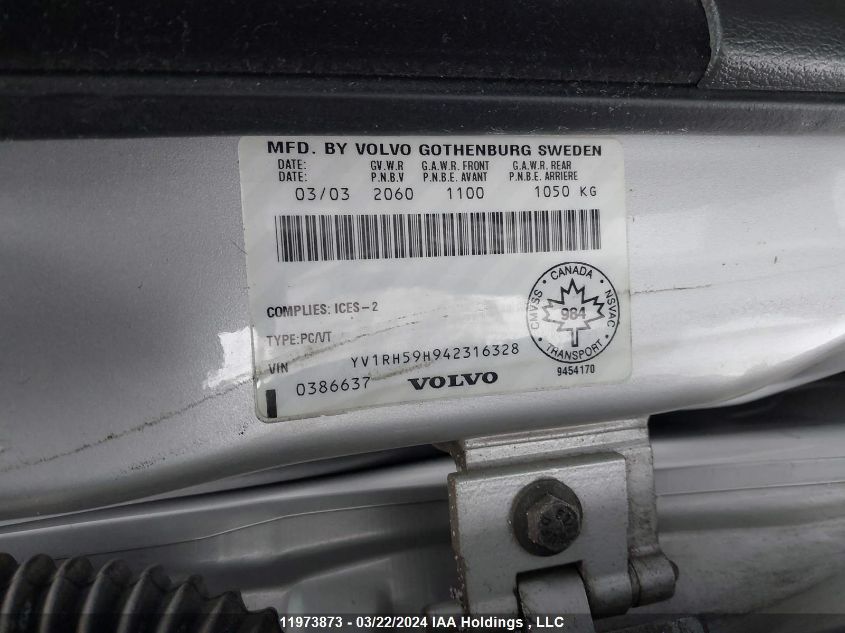 MFD. BY VOLVO GOTHENBURG SWEDEN
DATE: GV.W.R G.A.W.R. FRONT G.A.W.R. REAR
DATE: P.N.B.V P.N.B.E. AVANT P.N.B.E. ARRIERE
03/03 2060 1100 1050 KG
COMPLIES: ICES-2
TYPE:PC/VT
VIN YV1RH59H942316328
0386637 VOLVO
CANADA
CMVSS 984 NSVAC
TRANSPORT
9454170
11973873 - 03/22/2024 IAA Holdings , LLC